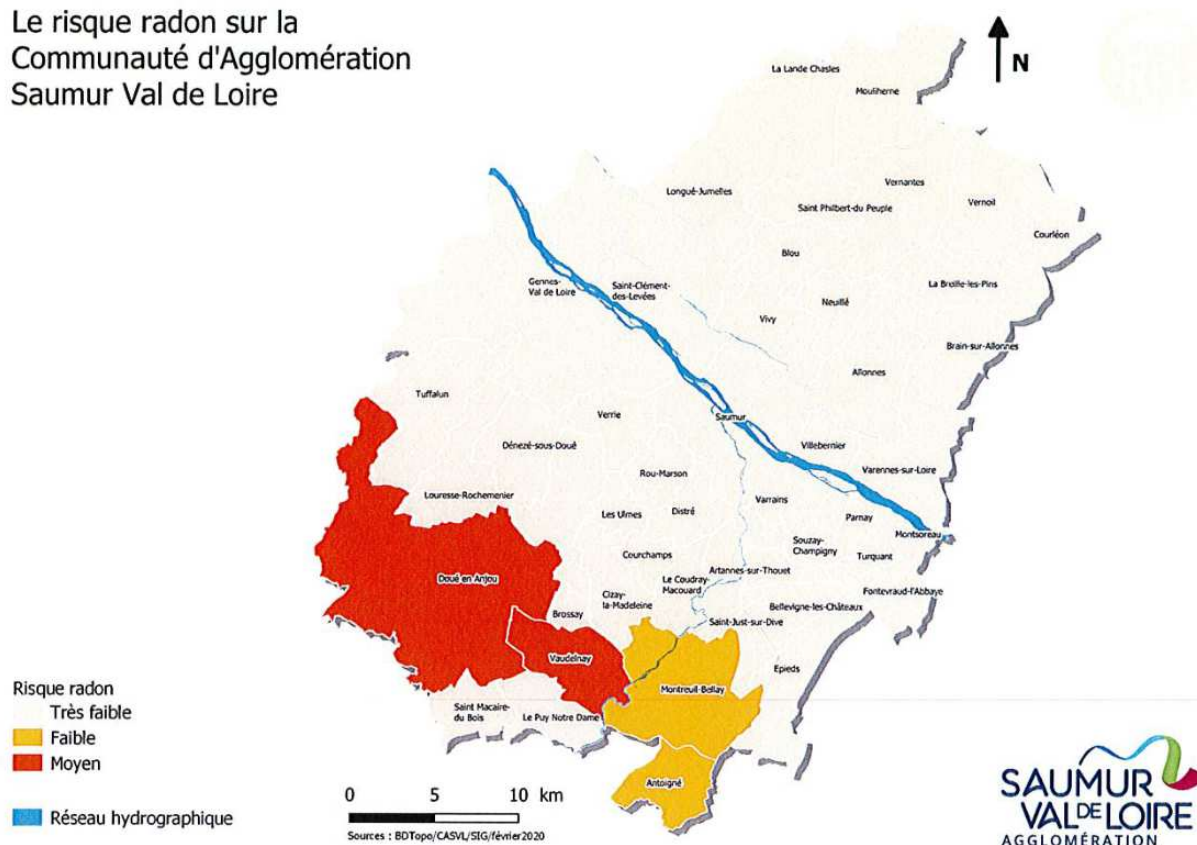 Le risque radon sur la
Communauté d'Agglomération
Saumur Val de Loire
N
La Lande Chasles
Mouliherne
Vernantes
Longué-Jumelles
Vernoil
Saint Philbert-du Peuple
Courléon
Blou
Gennes-
Val de Loire
Saint-Clément
des-Levées
La Breille-les-Pins
Neuillé
Vivy
Brain-sur-Allonnes
Allonnes
Tuffalun
Verrie
Saumur
Dénezé-sous-Doué
Villebernier
Varennes-sur-Loire
Rou-Marson
Louresse-Rochemenier
Varrains
Les Ulmes
Distré
Parnay
Montsoreau
Souzay-
Champigny
Courchamps
Turquant
Artannes-sur-Thouet
Doué en Anjou
Le Coudray-
Macouard
Fontevraud-l'Abbaye
Cizay-
la-Madeleine
Bellevigne-les-Châteaux
Brossay
Saint-Just-sur-Dive
Vaudelnay
Epieds
Montreuil-Bellay
Saint Macaire-
du Bois
Le Puy Notre Dame
Antoigné
Risque radon
Très faible
Faible
Moyen
Réseau hydrographique
0 5 10 km
Sources : BDTopo/CASVL/SIG/février2020
SAUMUR
VAL DE LOIRE
AGGLOMÉRATION